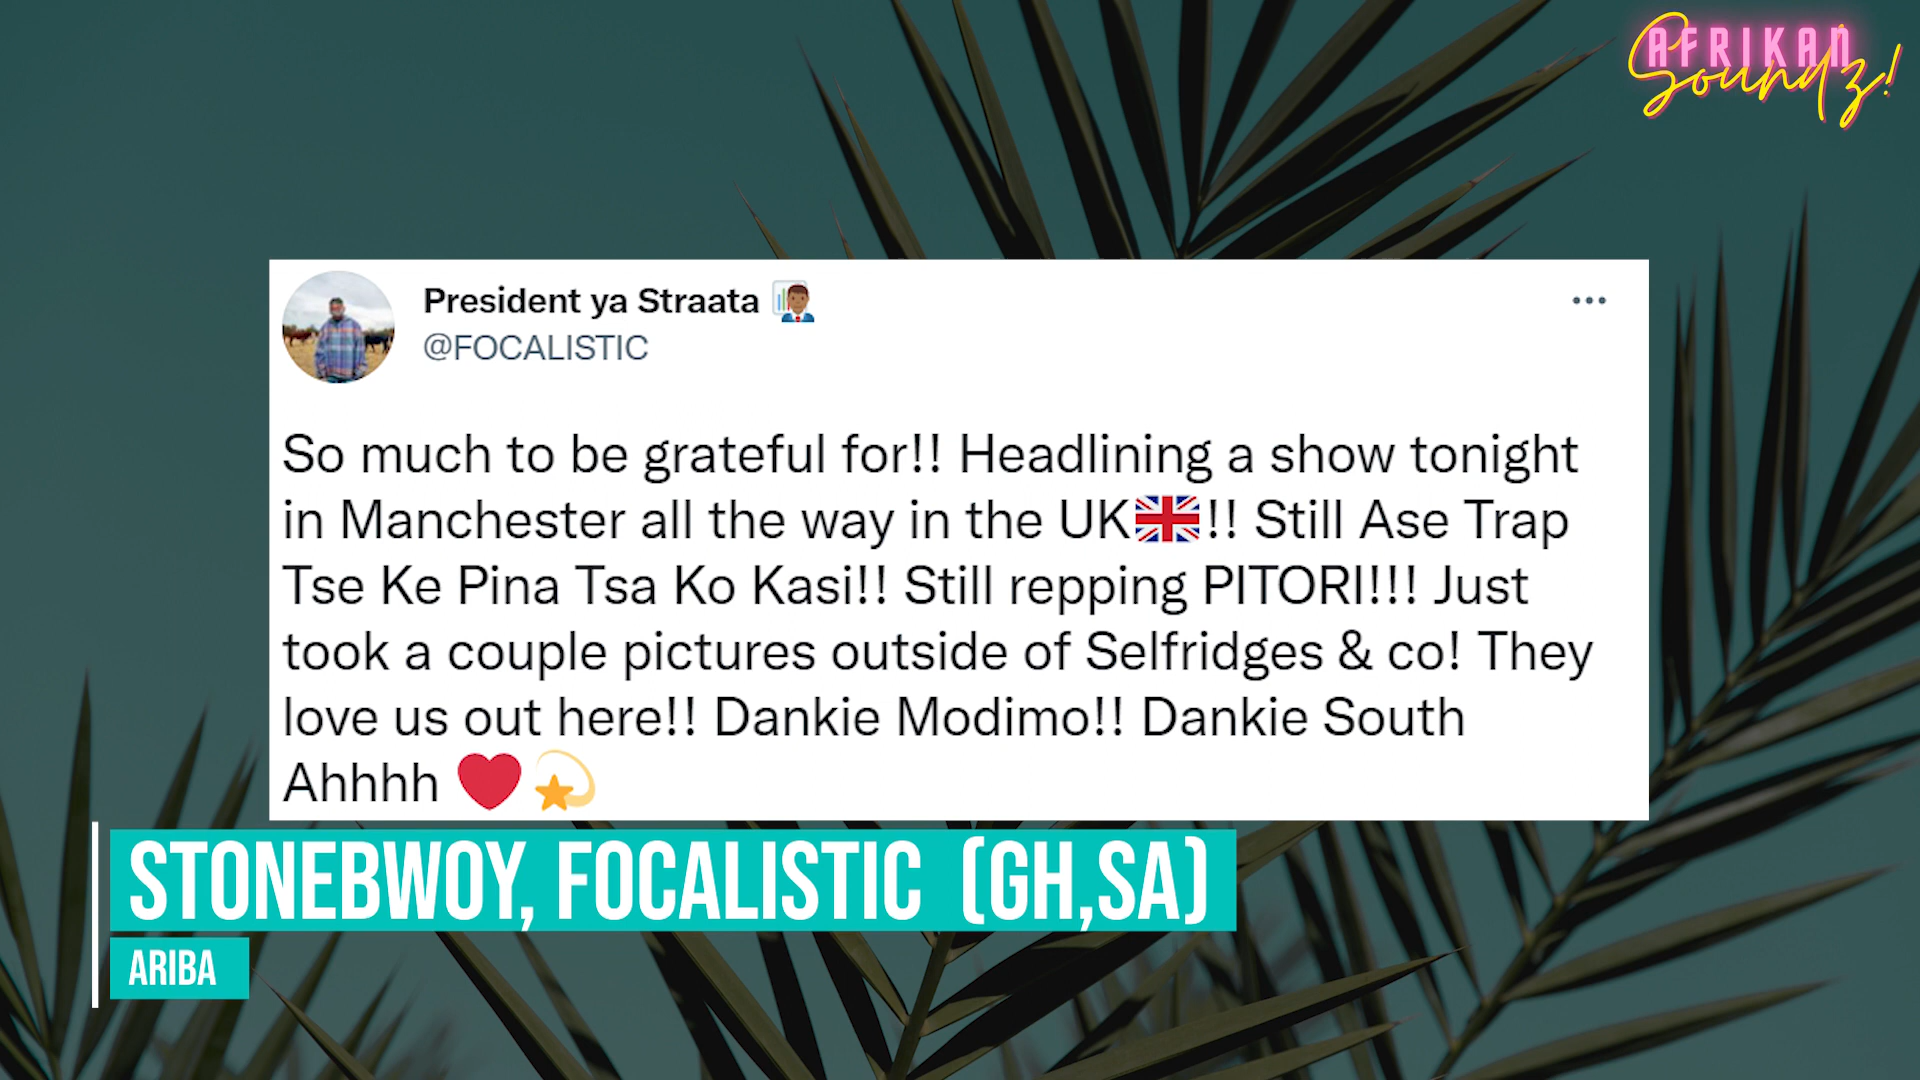 AFRIKAN
Soundz!
President ya Straata
@FOCALISTIC
So much to be grateful for!! Headlining a show tonight
in Manchester all the way in the UK🇬🇧!! Still Ase Trap
Tse Ke Pina Tsa Ko Kasi!! Still repping PITORI!!! Just
took a couple pictures outside of Selfridges & co! They
love us out here!! Dankie Modimo!! Dankie South
Ahhhh ❤️💫
STONEBWOY, FOCALISTIC (GH,SA)
ARIBA